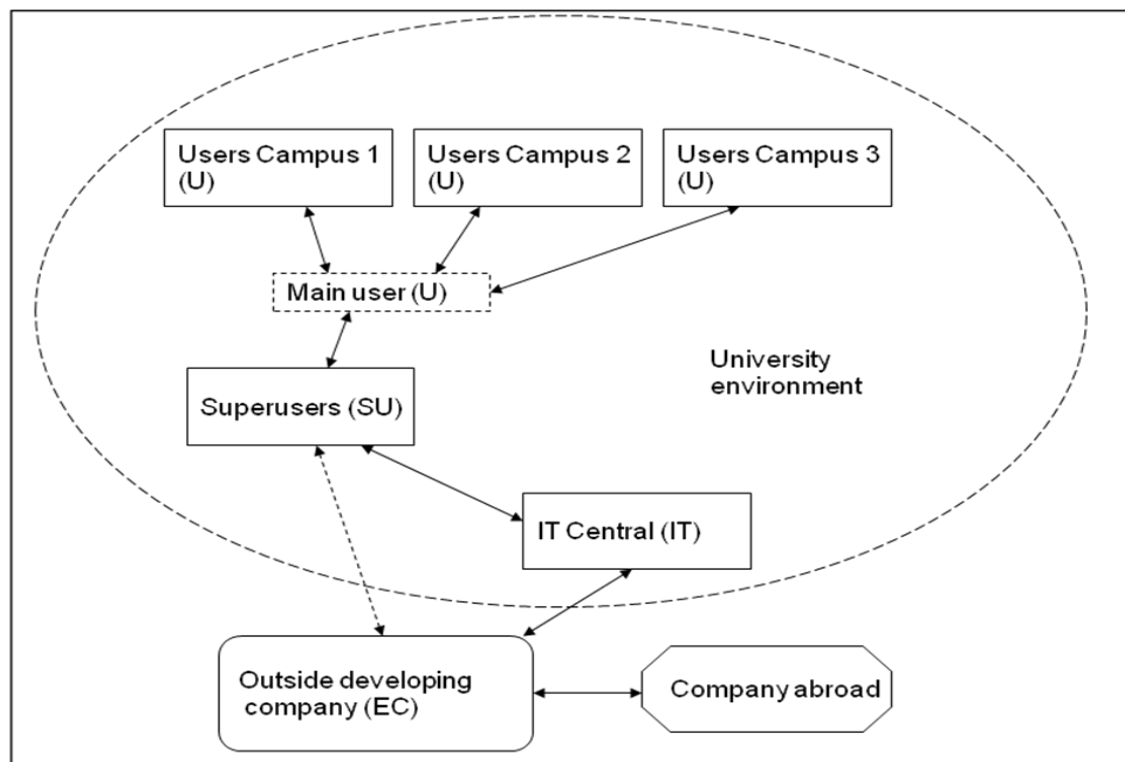 Users Campus 1
(U)
Users Campus 2
(U)
Users Campus 3
(U)
Main user (U)
University
environment
Superusers (SU)
IT Central (IT)
Outside developing
company (EC)
Company abroad